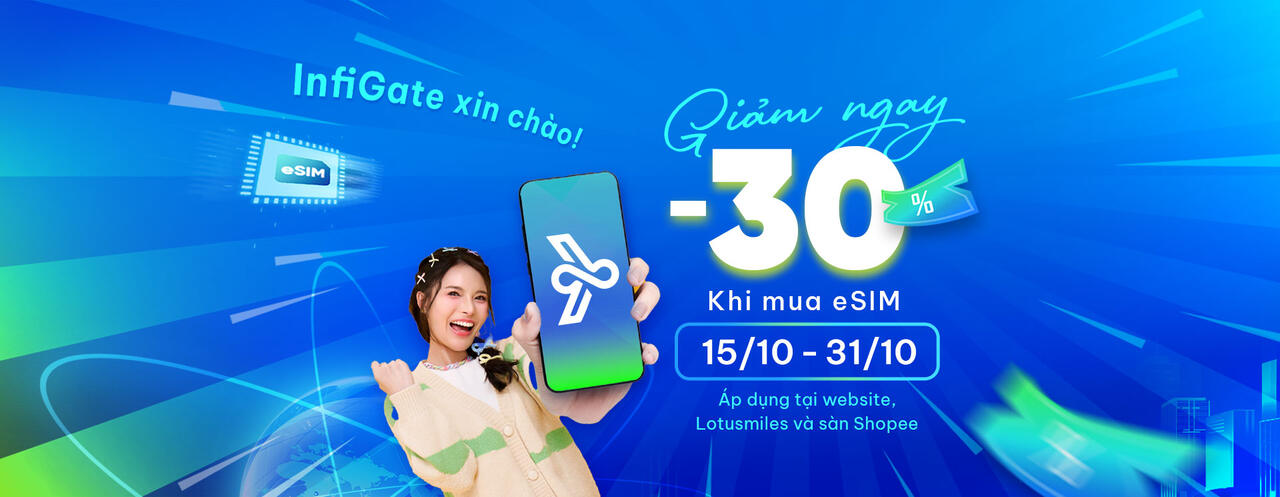 InfiGate xin chào!
eSIM
Giảm ngay
-30
%
Khi mua eSIM
15/10 - 31/10
Áp dụng tại website,
Lotusmiles và sàn Shopee